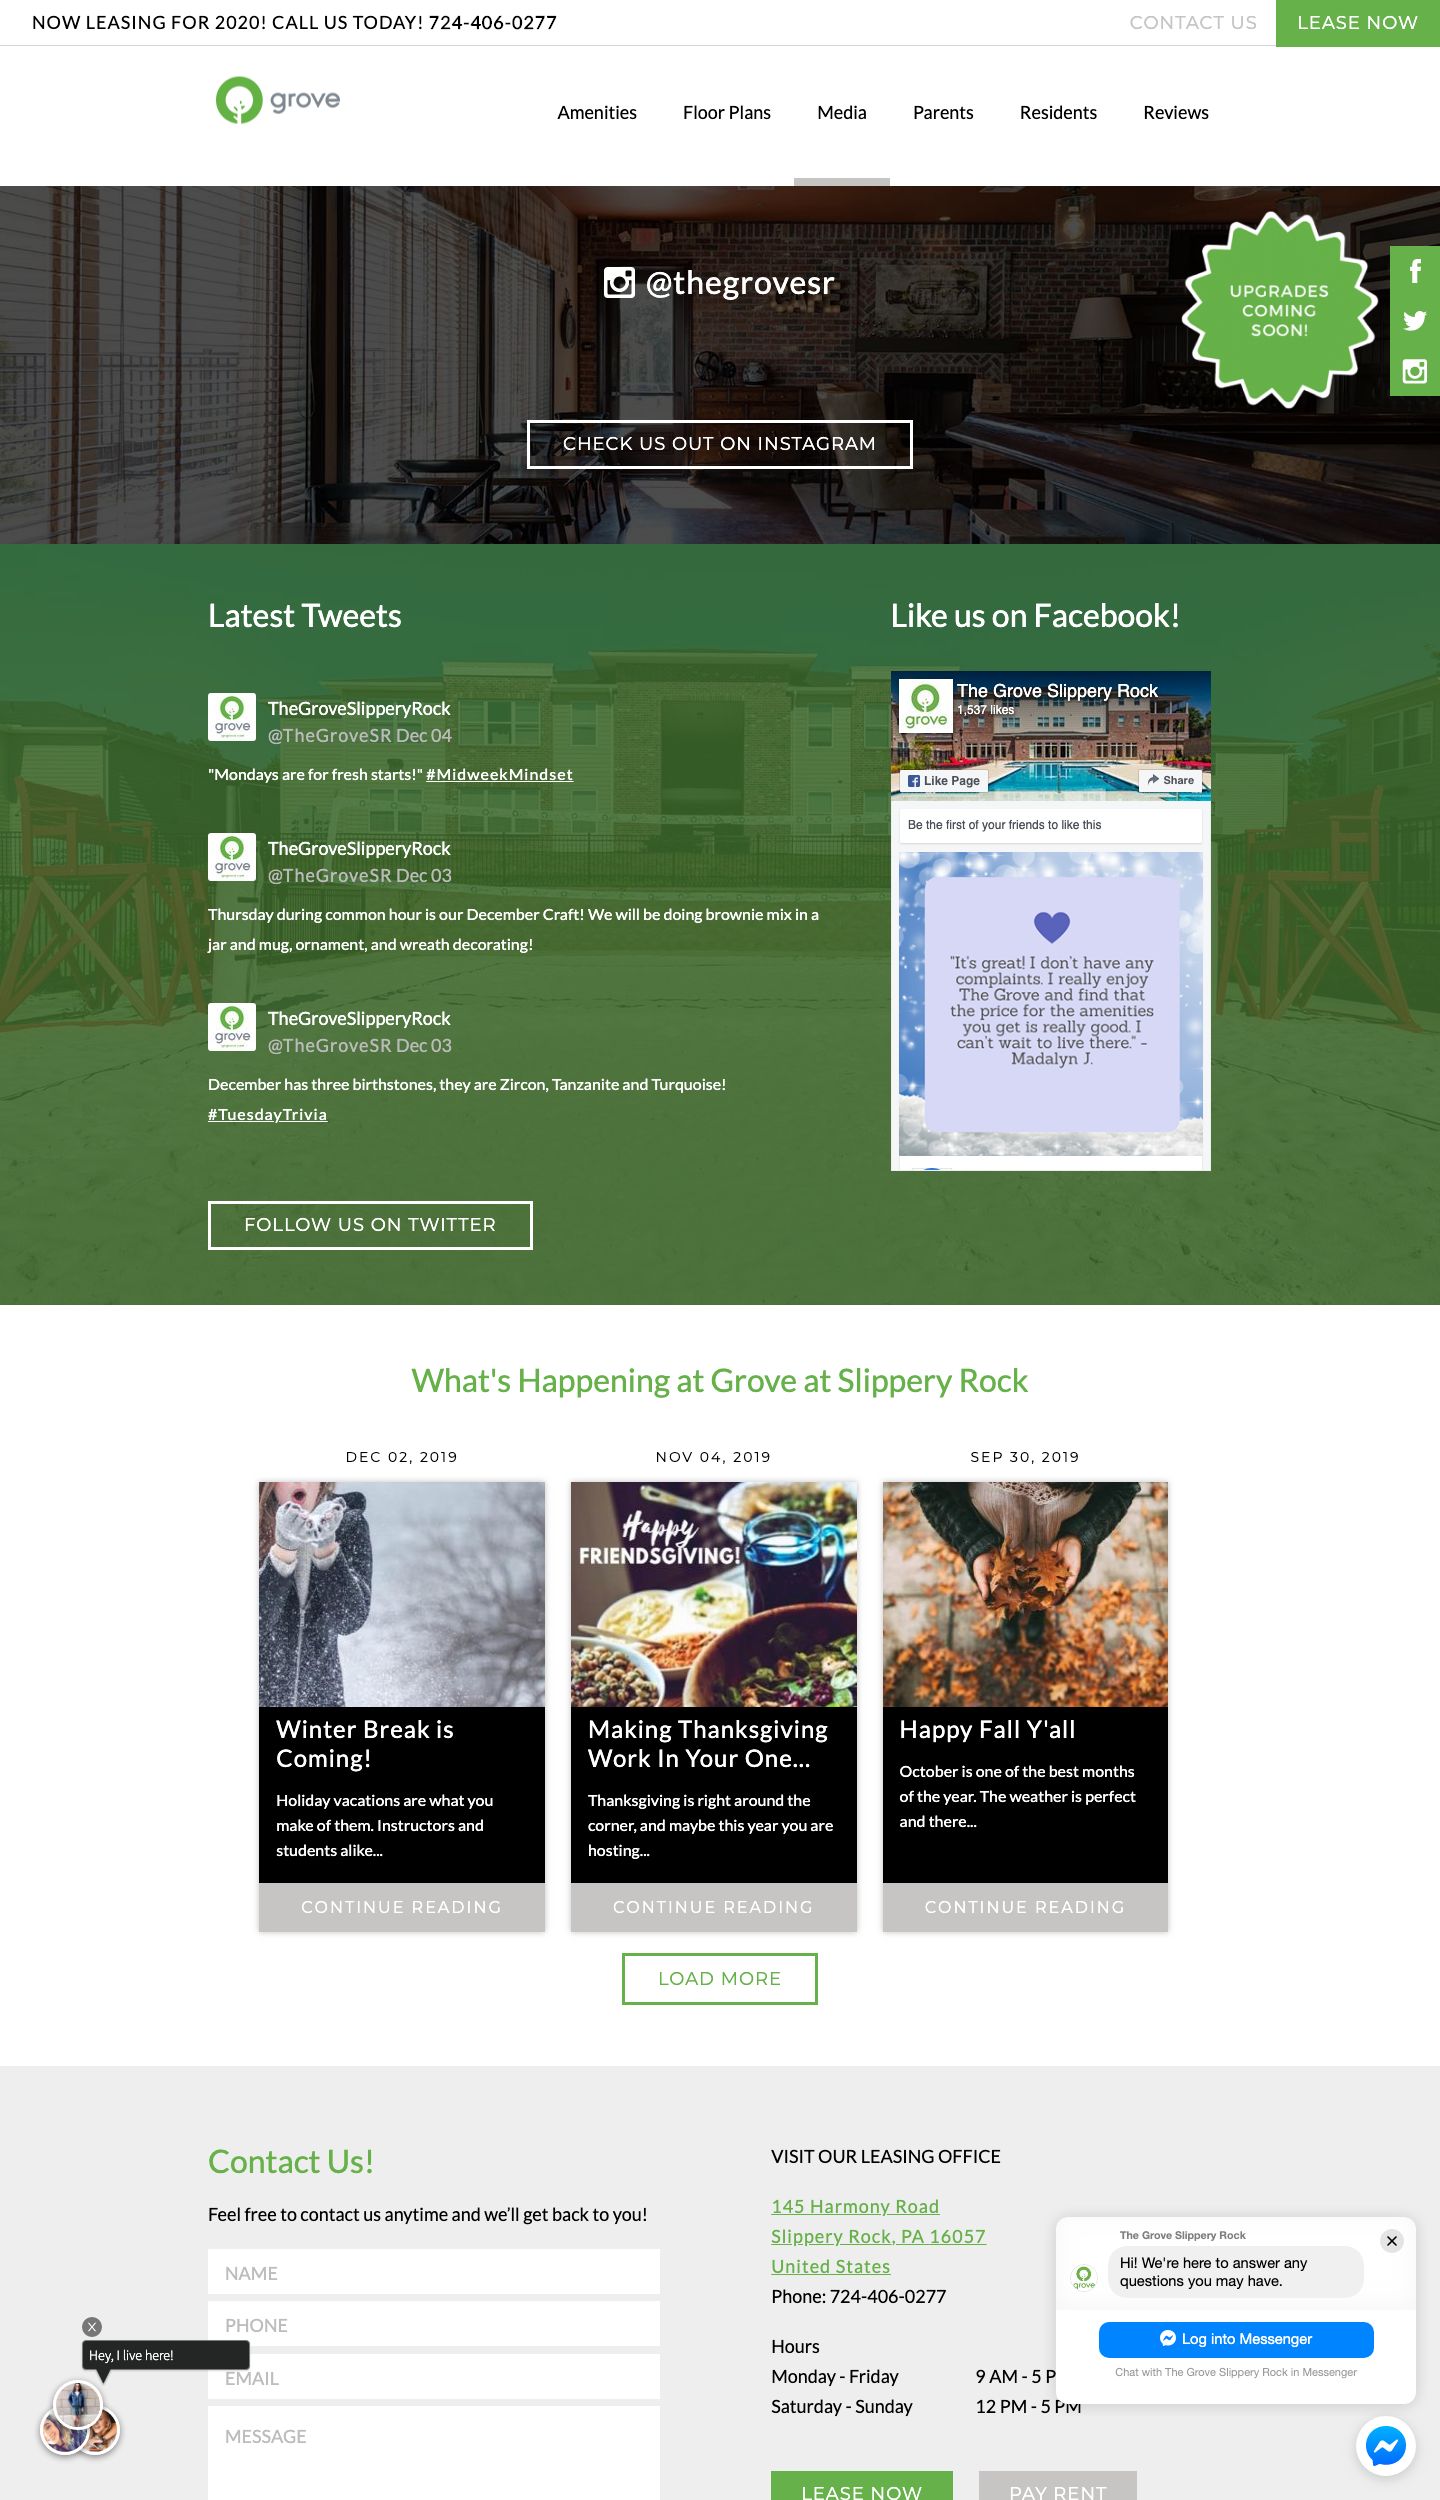 NOW LEASING FOR 2020! CALL US TODAY! 724-406-0277
CONTACT US
LEASE NOW
grove
Amenities
Floor Plans
Media
Parents
Residents
Reviews
@thegrovesr
UPGRADES
COMING
SOON!
CHECK US OUT ON INSTAGRAM
Latest Tweets
grove
TheGroveSlipperyRock
@TheGroveSR Dec 04
"Mondays are for fresh starts!" #MidweekMindset
grove
TheGroveSlipperyRock
@TheGroveSR Dec 03
Thursday during common hour is our December Craft! We will be doing brownie mix in a
jar and mug, ornament, and wreath decorating!
grove
TheGroveSlipperyRock
@TheGroveSR Dec 03
December has three birthstones, they are Zircon, Tanzanite and Turquoise!
#TuesdayTrivia
FOLLOW US ON TWITTER
Like us on Facebook!
grove
The Grove Slippery Rock
1,537 likes
Like Page
Share
Be the first of your friends to like this
"It's great! I don't have any
complaints. I really enjoy
The Grove and find that
the price for the amenities
you get is really good. I
can't wait to live there." -
Madalyn J.
What's Happening at Grove at Slippery Rock
DEC 02, 2019
Winter Break is
Coming!
Holiday vacations are what you
make of them. Instructors and
students alike...
CONTINUE READING
NOV 04, 2019
Happy
FRIENDSGIVING!
Making Thanksgiving
Work In Your One...
Thanksgiving is right around the
corner, and maybe this year you are
hosting...
CONTINUE READING
SEP 30, 2019
Happy Fall Y'all
October is one of the best months
of the year. The weather is perfect
and there...
CONTINUE READING
LOAD MORE
Contact Us!
Feel free to contact us anytime and we’ll get back to you!
NAME
PHONE
EMAIL
MESSAGE
X
Hey, I live here!
VISIT OUR LEASING OFFICE
145 Harmony Road
Slippery Rock, PA 16057
United States
Phone: 724-406-0277
Hours
Monday - Friday 9 AM - 5 P
Saturday - Sunday 12 PM - 5 PM
LEASE NOW
PAY RENT
The Grove Slippery Rock
grove
Hi! We're here to answer any
questions you may have.
Log into Messenger
Chat with The Grove Slippery Rock in Messenger